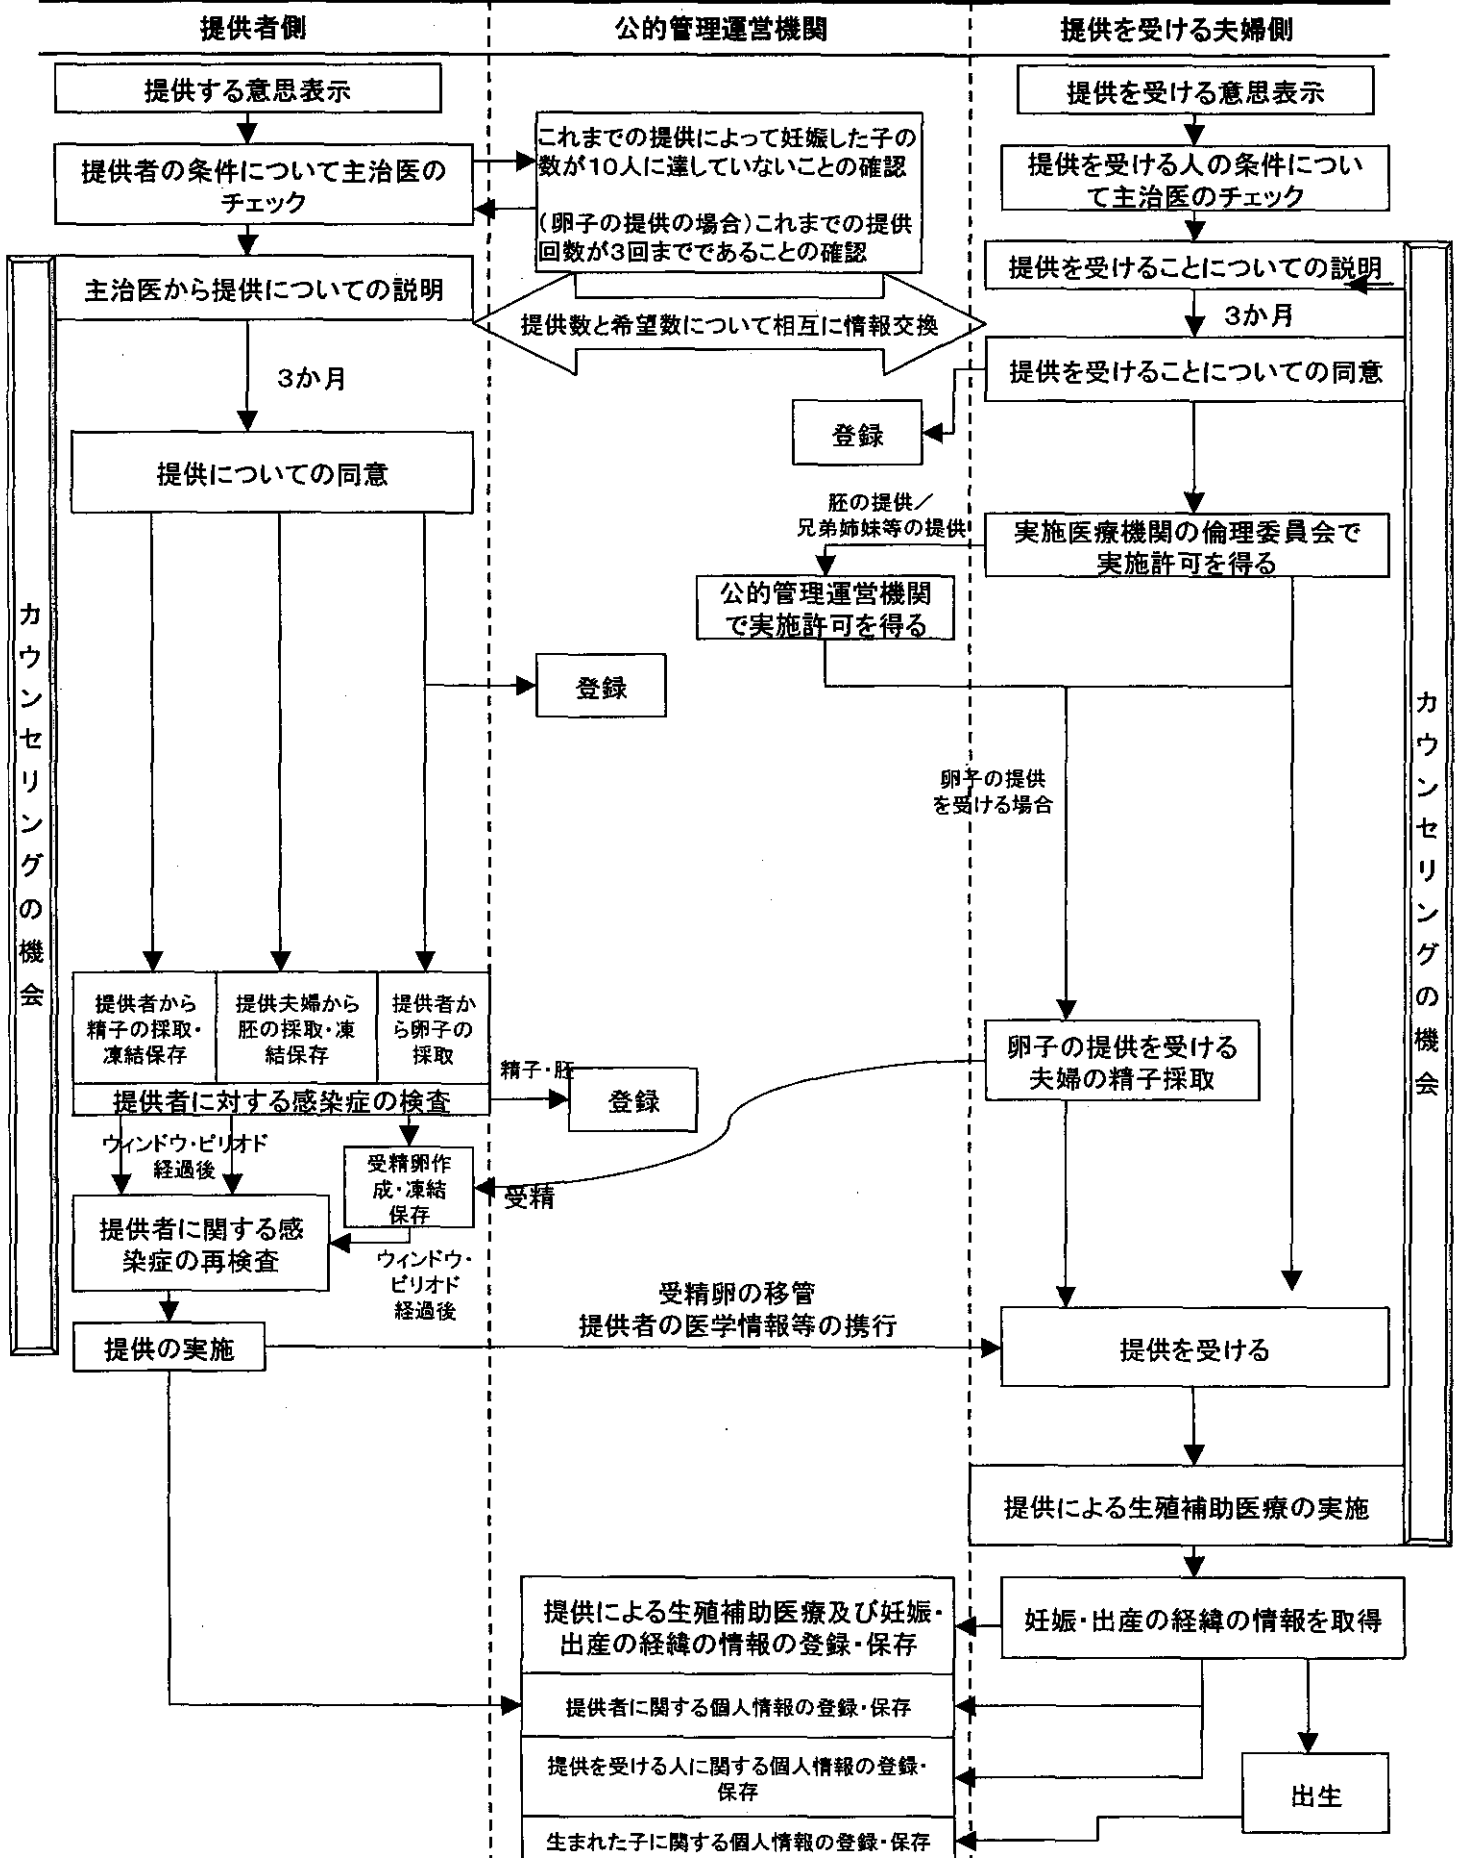 提供者側
公的管理運営機関
提供を受ける夫婦側
提供する意思表示
提供を受ける意思表示
これまでの提供によって妊娠した子の
数が10人に達していないことの確認
(卵子の提供の場合)これまでの提供
回数が3回までであることの確認
提供者の条件について主治医の
チェック
提供を受ける人の条件につい
て主治医のチェック
主治医から提供についての説明
提供を受けることについての説明
提供数と希望数について相互に情報交換
3か月
3か月
提供を受けることについての同意
登録
提供についての同意
胚の提供/
兄弟姉妹等の提供
実施医療機関の倫理委員会で
実施許可を得る
公的管理運営機関
で実施許可を得る
登録
カウンセリングの機会
カウンセリングの機会
卵子の提供
を受ける場合
提供者から
精子の採取・
凍結保存
提供夫婦から
胚の採取・凍
結保存
提供者か
ら卵子の
採取
卵子の提供を受ける
夫婦の精子採取
精子・胚
登録
提供者に対する感染症の検査
ウィンドウ・ピリオド
経過後
受精卵作
成・凍結
保存
受精
提供者に関する感
染症の再検査
ウィンドウ・
ピリオド
経過後
受精卵の移管
提供者の医学情報等の携行
提供の実施
提供を受ける
提供による生殖補助医療の実施
提供による生殖補助医療及び妊娠・
出産の経緯の情報の登録・保存
妊娠・出産の経緯の情報を取得
提供者に関する個人情報の登録・保存
提供を受ける人に関する個人情報の登録・
保存
出生
生まれた子に関する個人情報の登録・保存